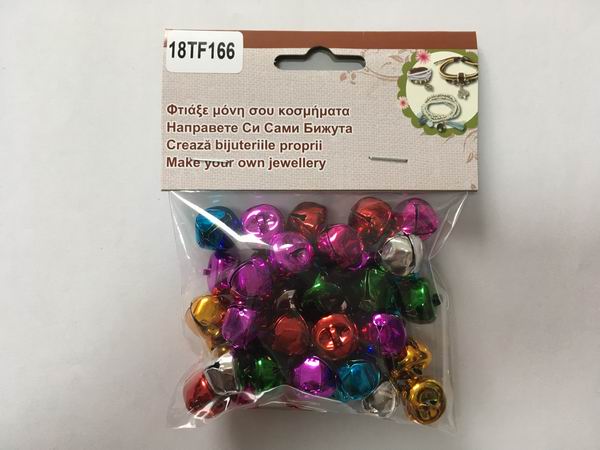 18TF166
Φτιάξε μόνη σου κοσμήματα
Направете Си Сами Бижута
Crează bijuteriile proprii
Make your own jewellery